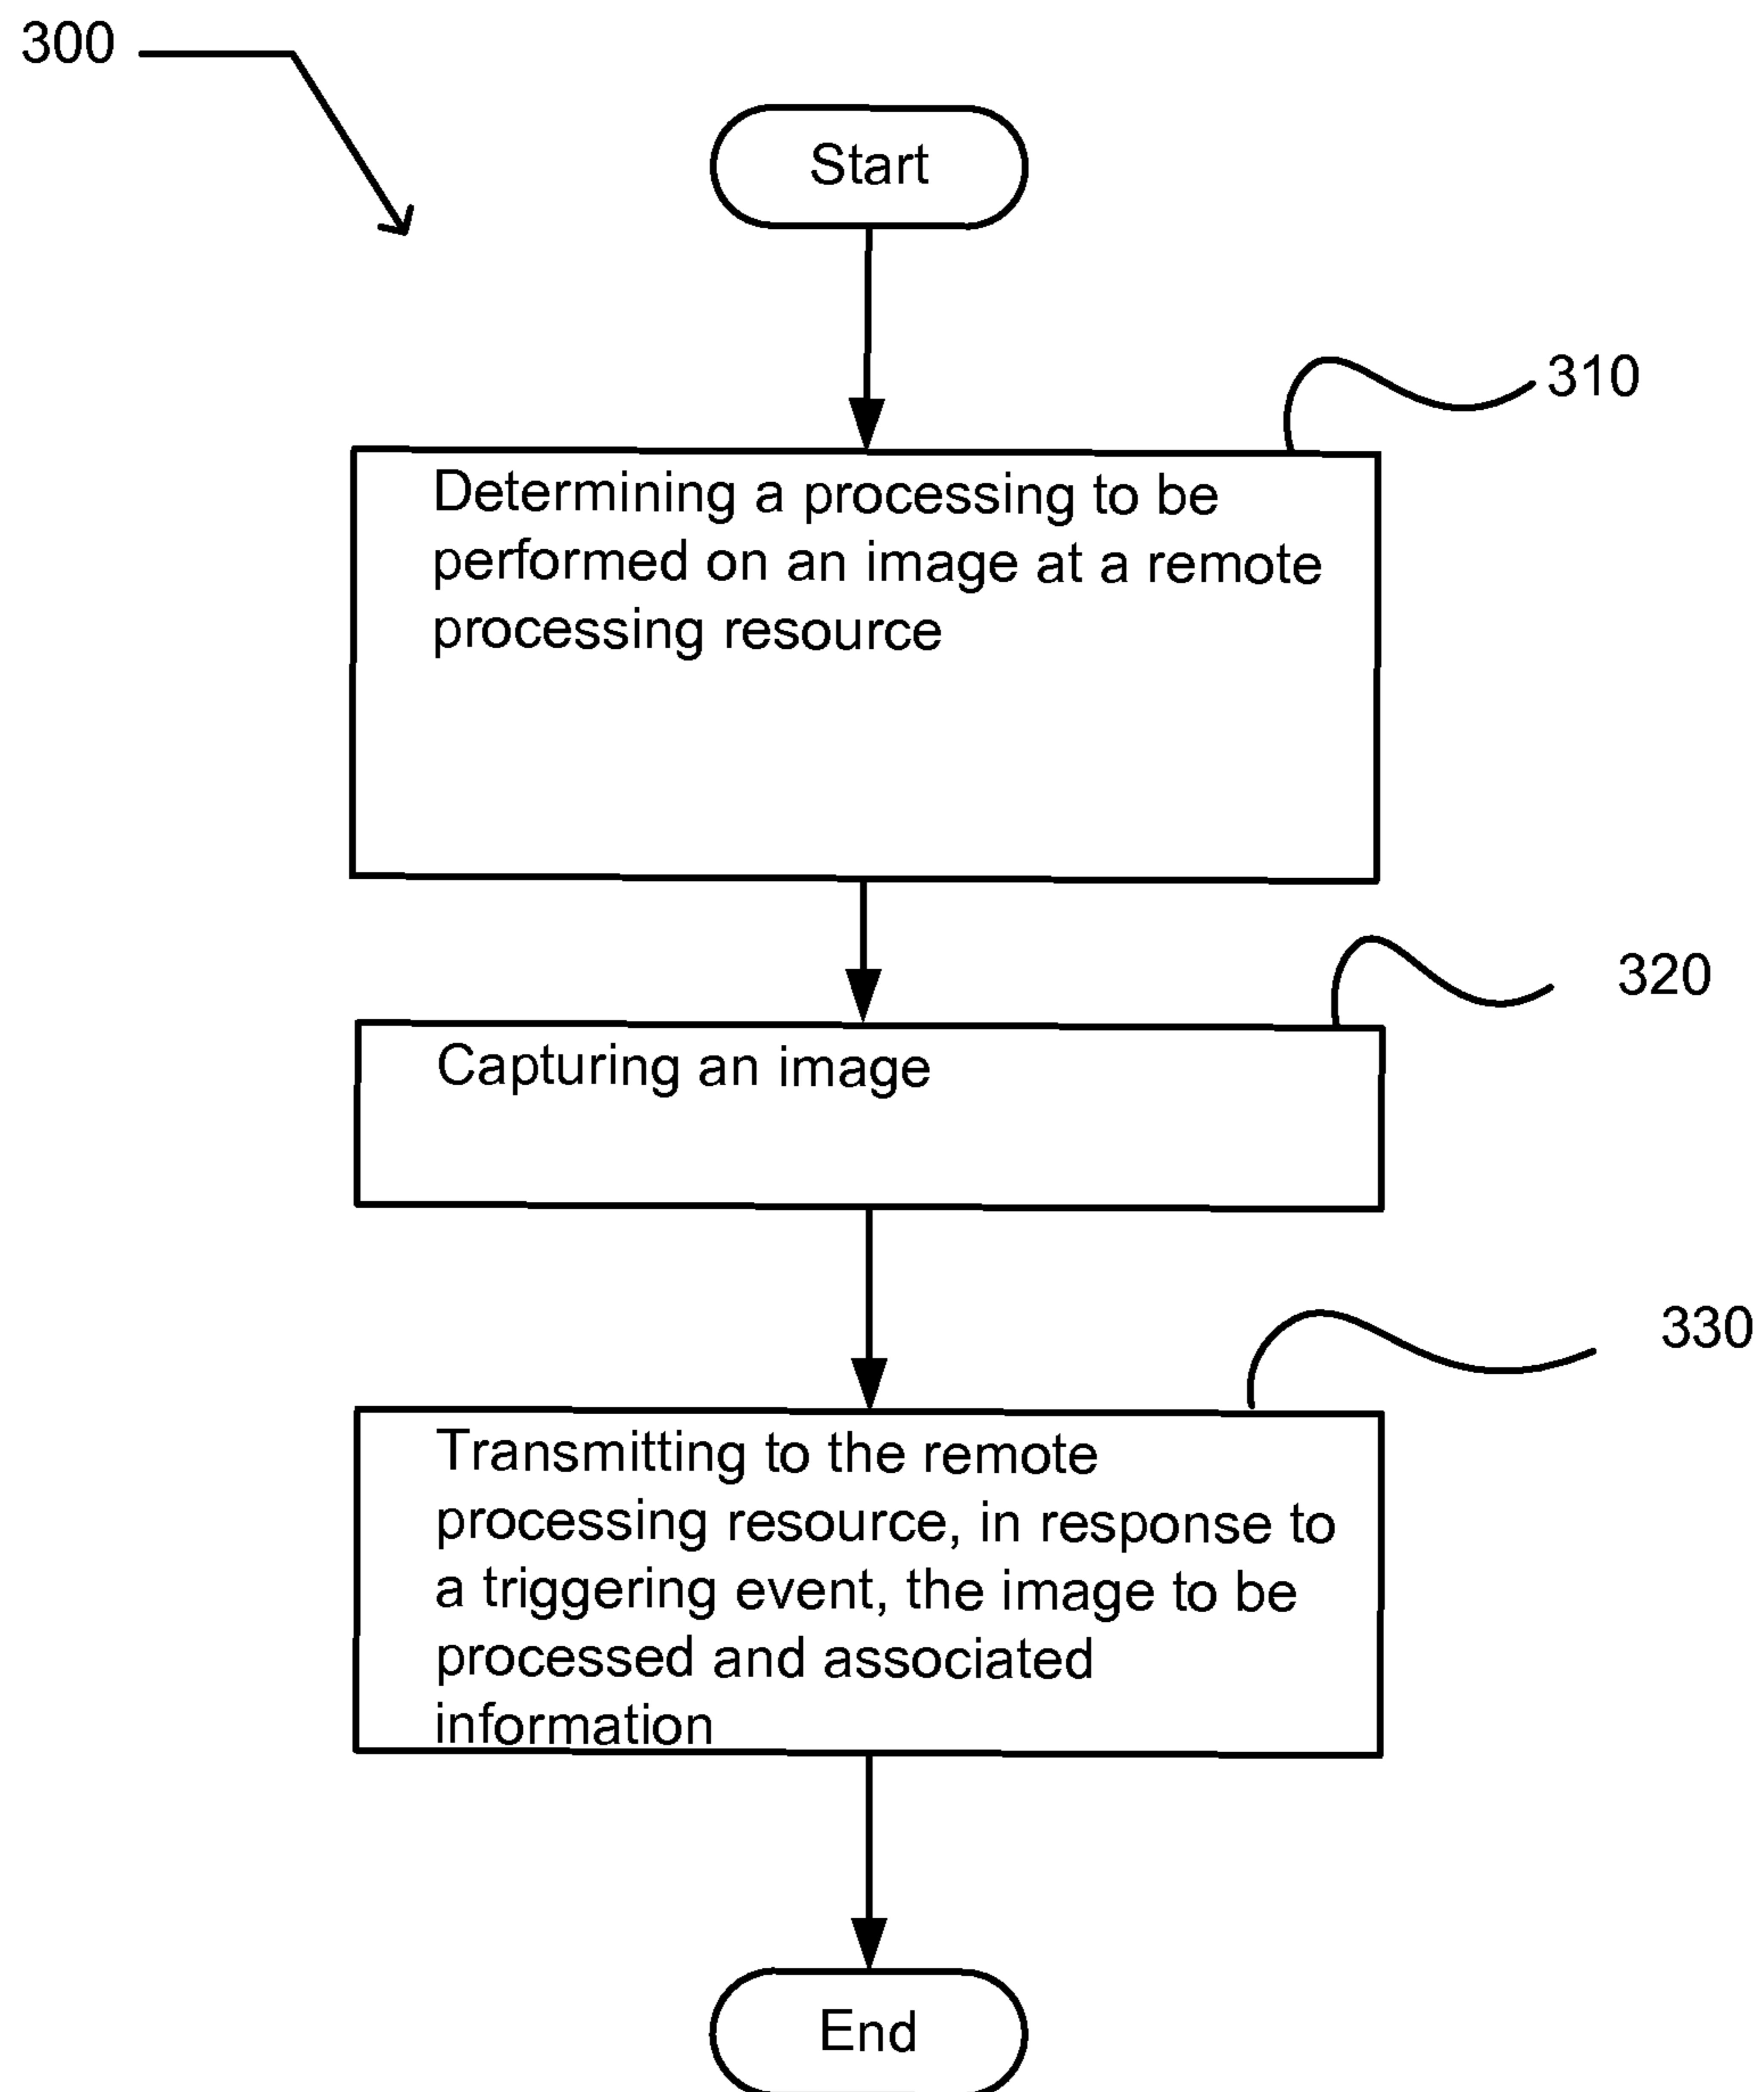 300
Start
310
Determining a processing to be
performed on an image at a remote
processing resource
320
Capturing an image
330
Transmitting to the remote
processing resource, in response to
a triggering event, the image to be
processed and associated
information
End